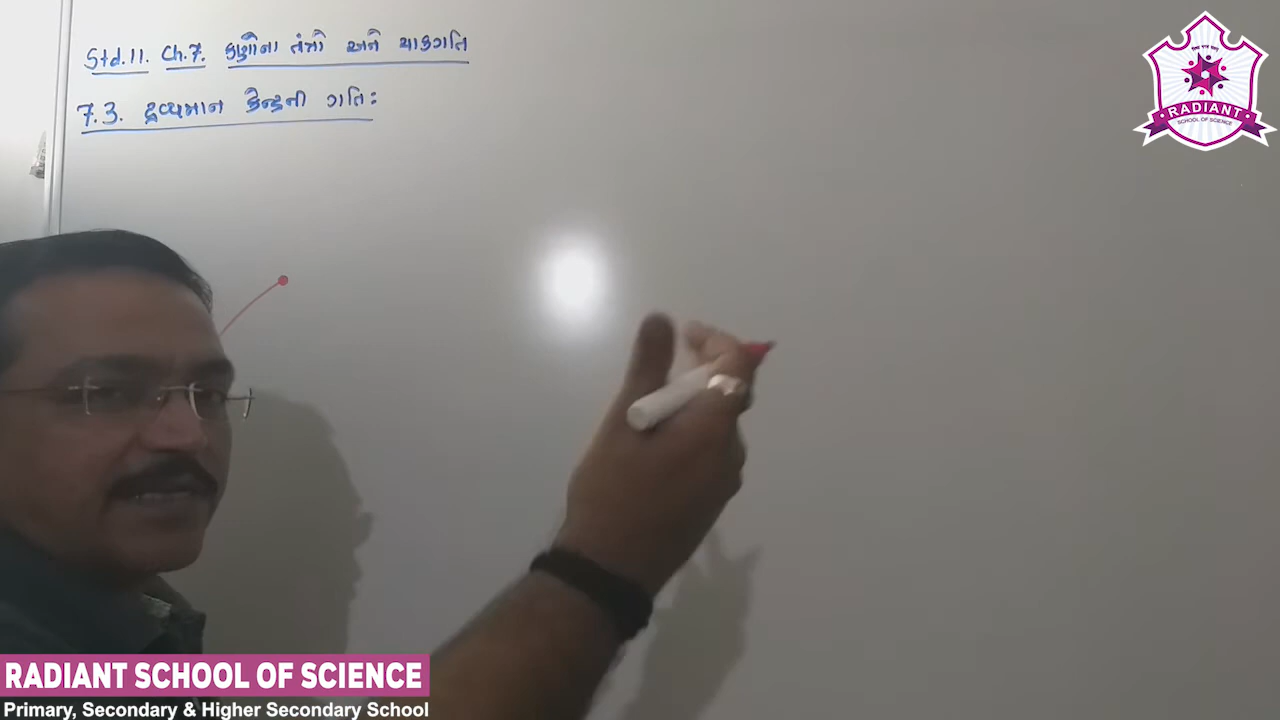 Std.11. Ch.7. કણોના તંત્રો અને ચાકગતિ
7.3. દ્રવ્યમાન કેન્દ્રની ગતિ:
RADIANT
SCHOOL OF SCIENCE
RADIANT SCHOOL OF SCIENCE
Primary, Secondary & Higher Secondary School